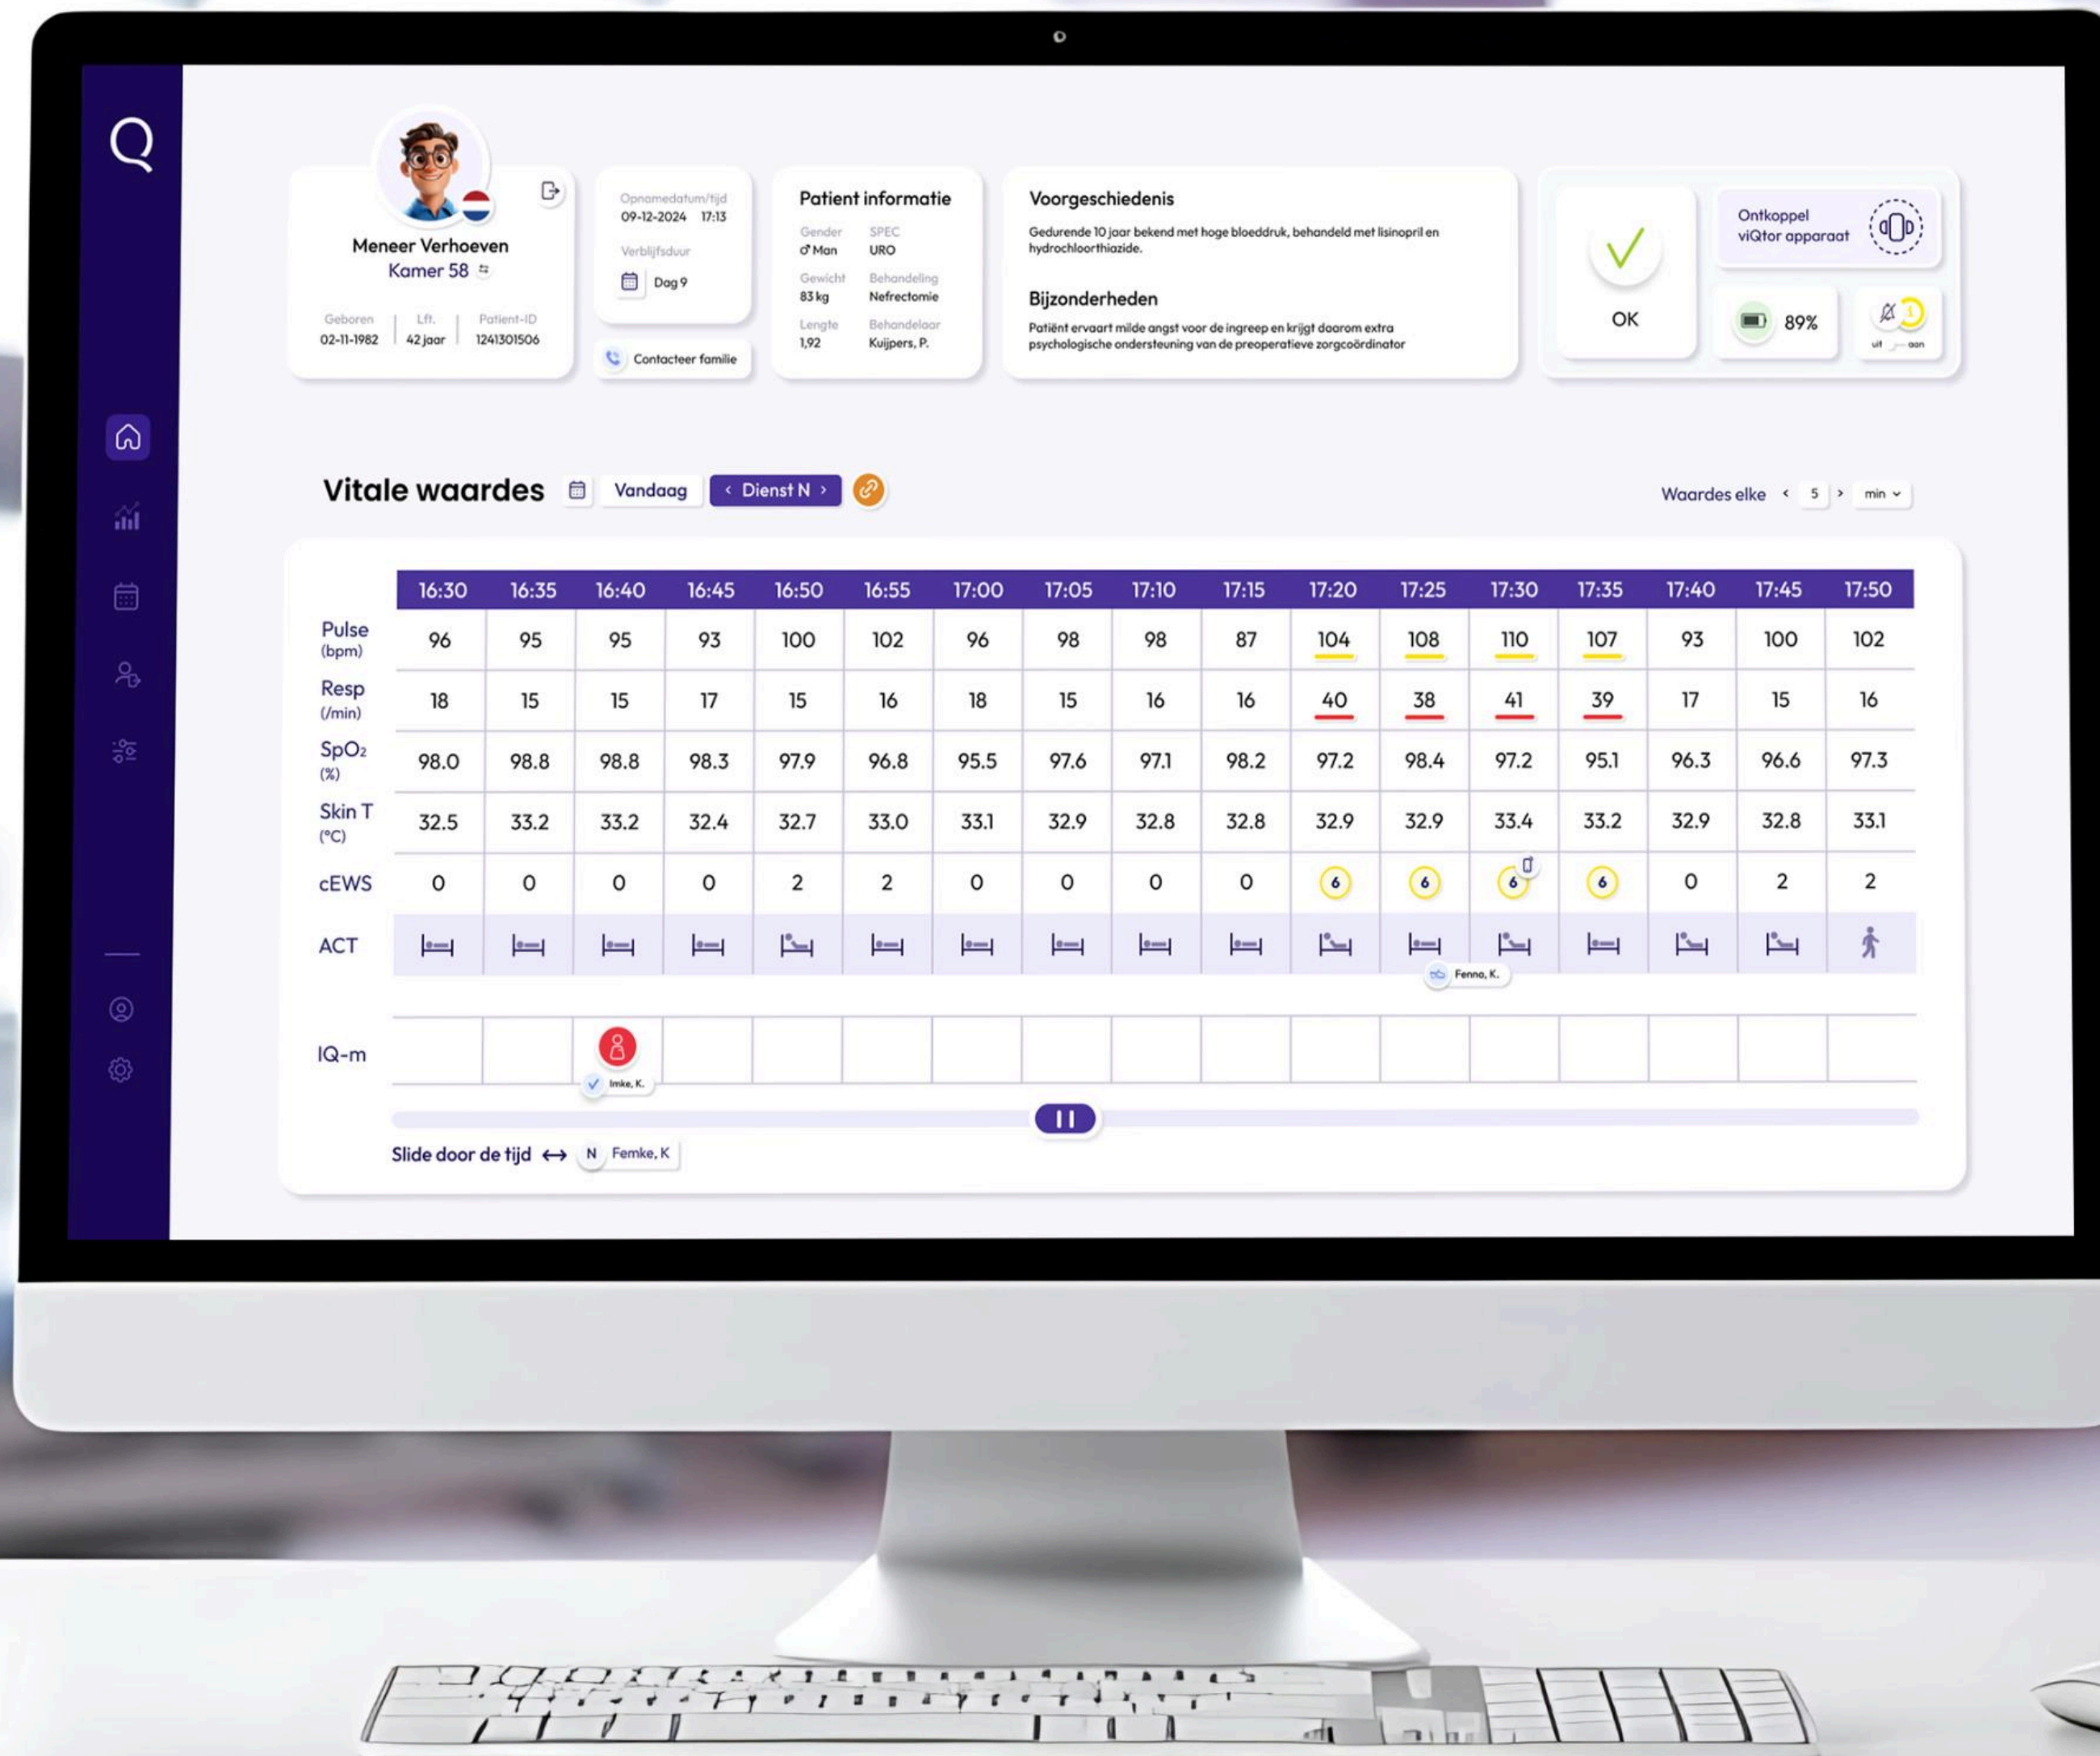 Q
Meneer Verhoeven
Kamer 58
Geboren Lft. Patient-ID
02-11-1982 42 jaar 1241301506
Opnamedatum/tijd
09-12-2024 17:13
Verblijfsduur
Dag 9
Contacteer familie
Patient informatie
Gender SPEC
Man URO
Gewicht Behandeling
83 kg Nefrectomie
Lengte Behandelaar
1,92 Kuijpers, P.
Voorgeschiedenis
Gedurende 10 jaar bekend met hoge bloeddruk, behandeld met lisinopril en
hydrochloorthiazide.
Bijzonderheden
Patiënt ervaart milde angst voor de ingreep en krijgt daarom extra
psychologische ondersteuning van de preoperatieve zorgcoördinator
OK
Ontkoppel
viQtor apparaat
89%
1
uit aan
Vitale waardes Vandaag < Dienst N >
Waardes elke < 5 > min
16:30 16:35 16:40 16:45 16:50 16:55 17:00 17:05 17:10 17:15 17:20 17:25 17:30 17:35 17:40 17:45 17:50
Pulse
(bpm)
96 95 95 93 100 102 96 98 98 87 104 108 110 107 93 100 102
Resp
(/min)
18 15 15 17 15 16 18 15 16 16 40 38 41 39 17 15 16
SpO₂
(%)
98.0 98.8 98.8 98.3 97.9 96.8 95.5 97.6 97.1 98.2 97.2 98.4 97.2 95.1 96.3 96.6 97.3
Skin T
(°C)
32.5 33.2 33.2 32.4 32.7 33.0 33.1 32.9 32.8 32.8 32.9 32.9 33.4 33.2 32.9 32.8 33.1
cEWS 0 0 0 0 2 2 0 0 0 0 6 6 6 6 0 2 2
ACT
Fenna, K.
IQ-m
Imke, K.
Slide door de tijd ↔ N Femke, K